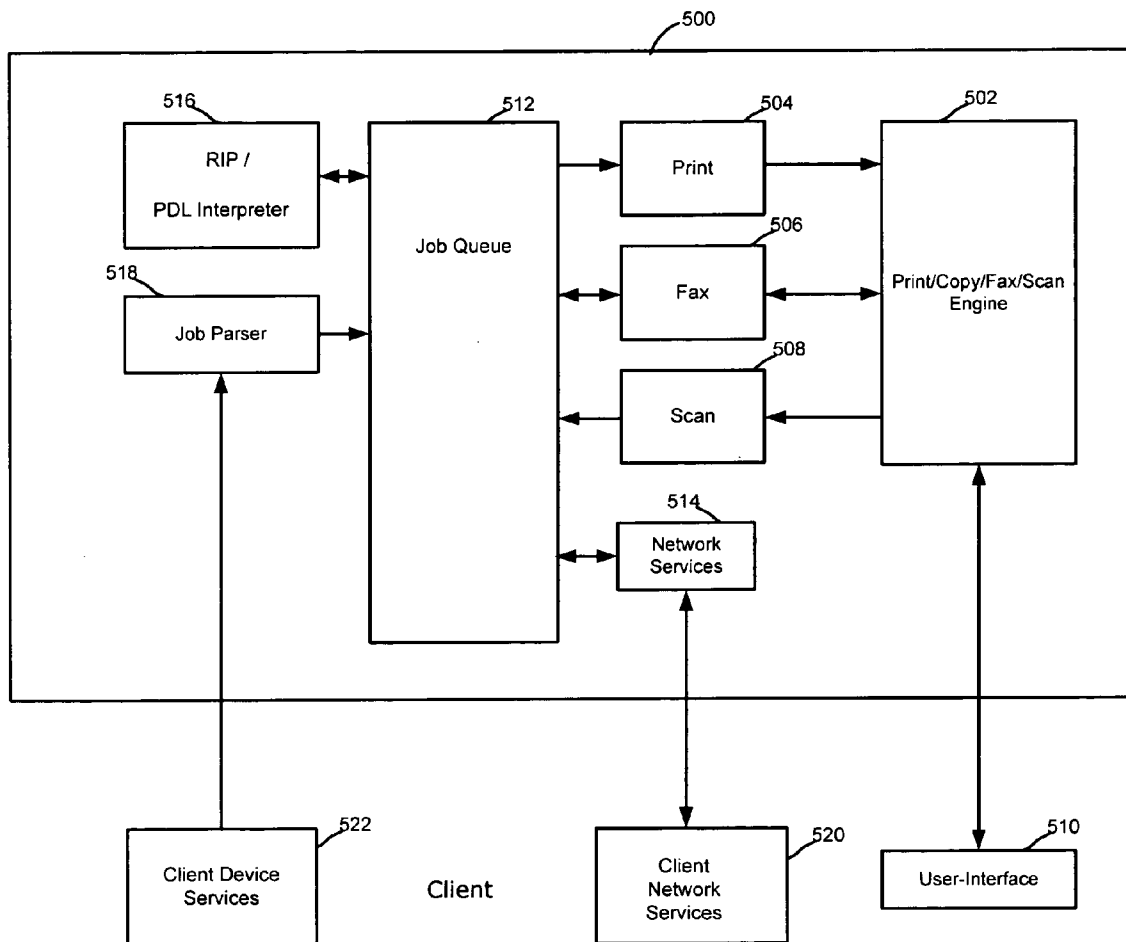 500
516
512
504
502
RIP /
PDL Interpreter
Job Queue
Print
Print/Copy/Fax/Scan
Engine
506
Fax
518
Job Parser
508
Scan
514
Network
Services
522
Client Device
Services
Client
520
Client
Network
Services
510
User-Interface